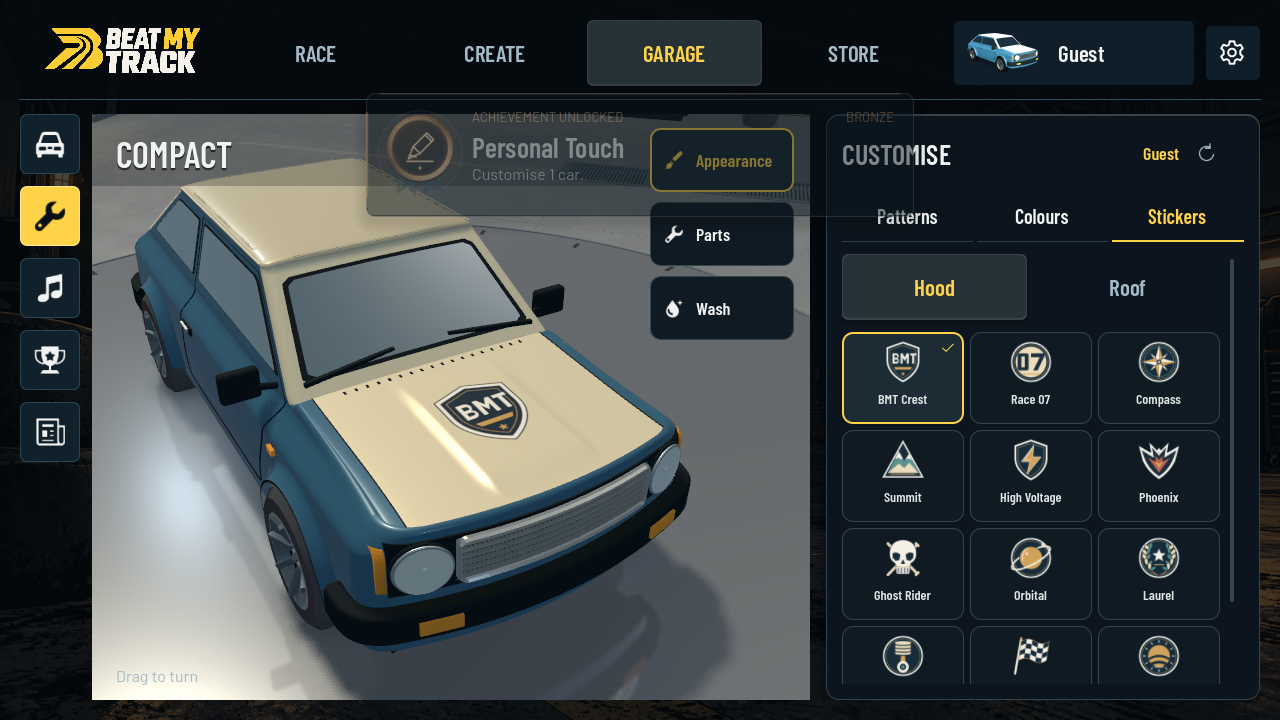 BEAT MY
TRACK
RACE
CREATE
GARAGE
STORE
Guest
ACHIEVEMENT UNLOCKED
BRONZE
Personal Touch
Customise 1 car.
COMPACT
Appearance
Parts
Wash
BMT
Drag to turn
CUSTOMISE
Guest
Patterns
Colours
Stickers
Hood
Roof
BMT
BMT Crest
07
Race 07
Compass
Summit
High Voltage
Phoenix
Ghost Rider
Orbital
Laurel